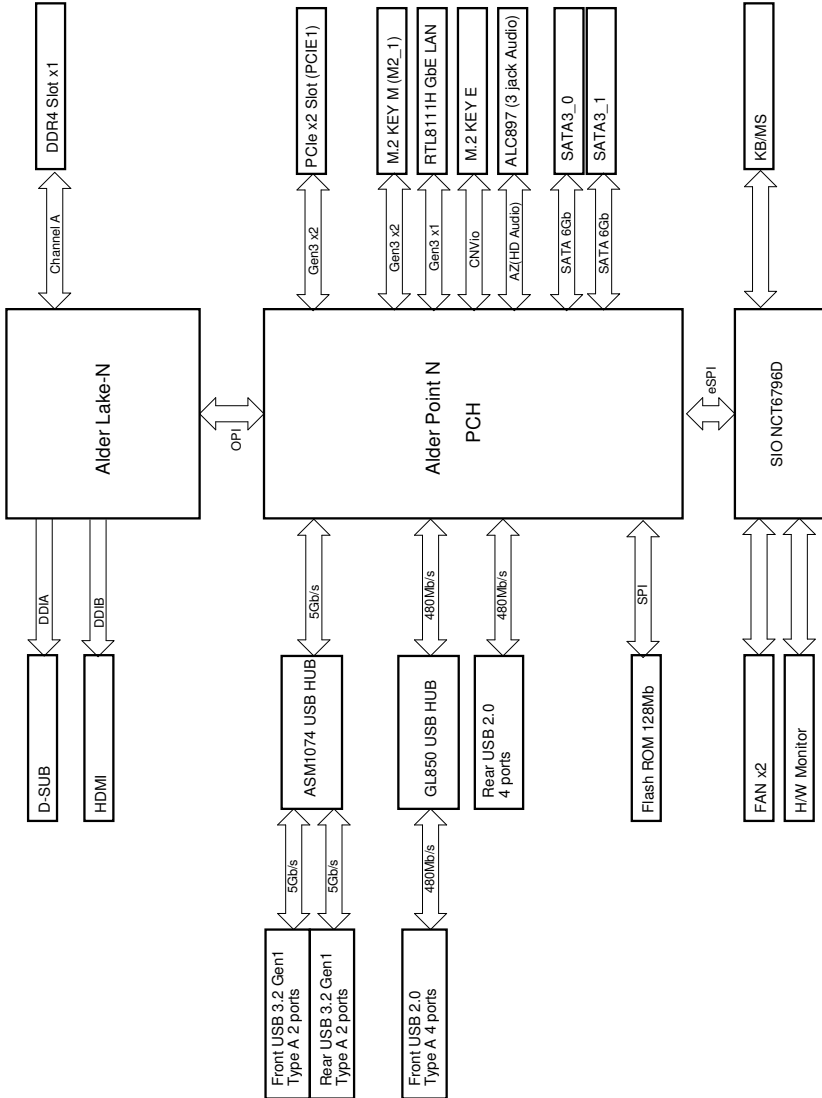 DDR4 Slot x1
Channel A
Alder Lake-N
DDIA
D-SUB
DDIB
HDMI
OPI
PCIe x2 Slot (PCIE1)
Gen3 x2
M.2 KEY M (M2_1)
Gen3 x2
RTL8111H GbE LAN
Gen3 x1
M.2 KEY E
CNVio
ALC897 (3 jack Audio)
AZ(HD Audio)
SATA3_0
SATA 6Gb
SATA3_1
SATA 6Gb
Alder Point N
PCH
5Gb/s
ASM1074 USB HUB
5Gb/s
5Gb/s
Front USB 3.2 Gen1
Type A 2 ports
Rear USB 3.2 Gen1
Type A 2 ports
480Mb/s
GL850 USB HUB
480Mb/s
Front USB 2.0
Type A 4 ports
480Mb/s
Rear USB 2.0
4 ports
SPI
Flash ROM 128Mb
eSPI
KB/MS
SIO NCT6796D
FAN x2
H/W Monitor